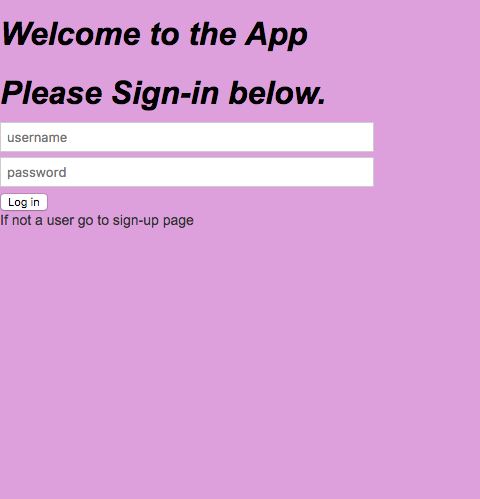 Welcome to the App
Please Sign-in below.
username
password
Log in
If not a user go to sign-up page